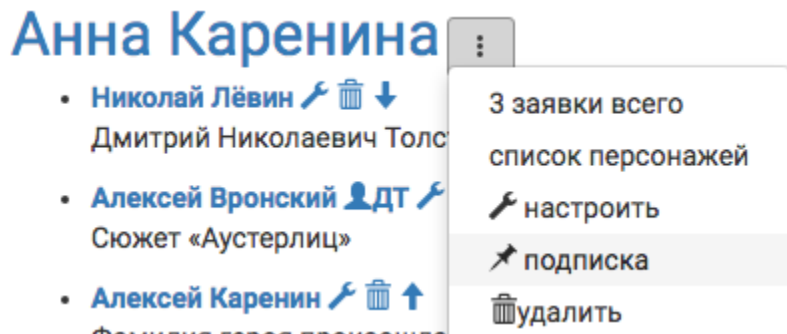 Анна Каренина
Николай Лёвин
Дмитрий Николаевич
Алексей Вронский ДТ
Сюжет «Аустерлиц»
Алексей Каренин
3 заявки всего
список персонажей
настроить
подписка
удалить